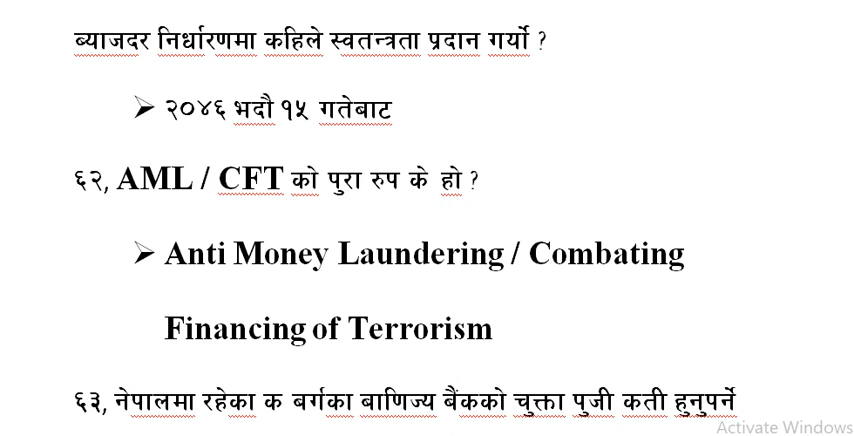 ब्याजदर निर्धारणमा कहिले स्वतन्त्रता प्रदान गर्यो ?
➢ २०४६ भदौ १५ गतेबाट
६२, AML / CFT को पुरा रुप के हो ?
➢ Anti Money Laundering / Combating
Financing of Terrorism
६३, नेपालमा रहेका क बर्गका बाणिज्य बैंकको चुक्ता पुजी कती हुनुपर्ने
Activate Windows